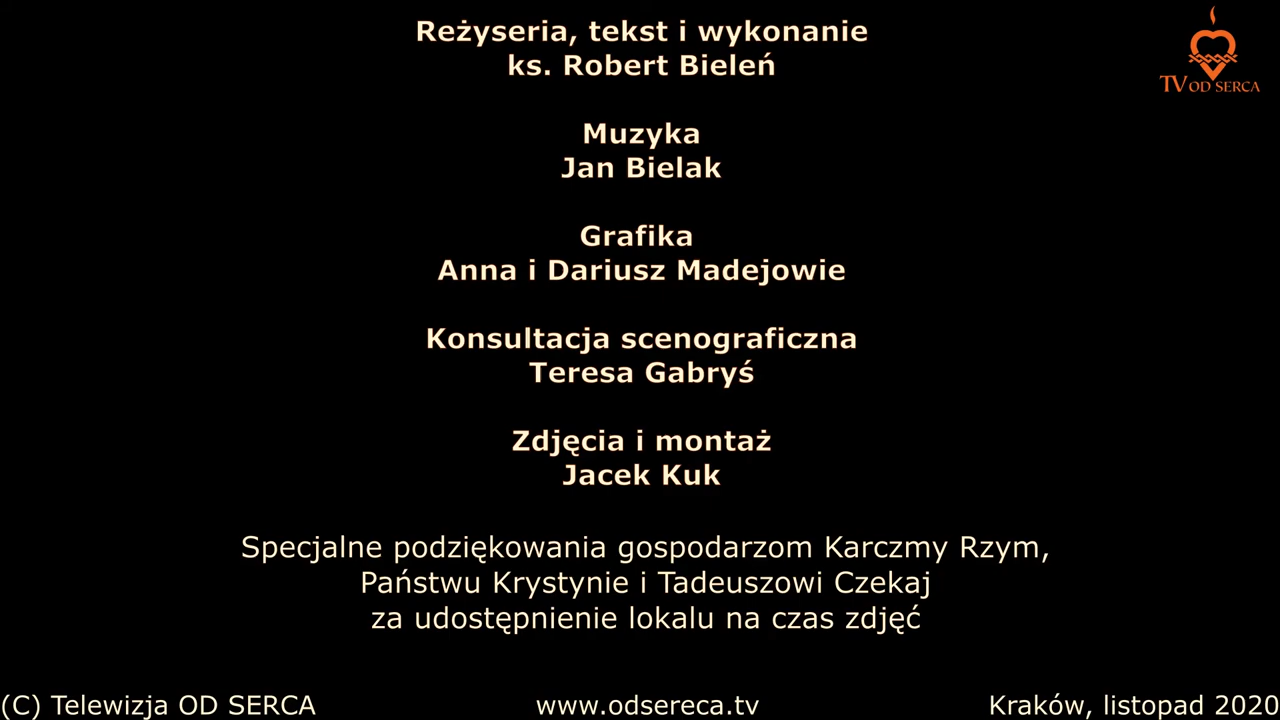 Reżyseria, tekst i wykonanie
ks. Robert Bieleń
TV OD SERCA
Muzyka
Jan Bielak
Grafika
Anna i Dariusz Madejowie
Konsultacja scenograficzna
Teresa Gabryś
Zdjęcia i montaż
Jacek Kuk
Specjalne podziękowania gospodarzom Karczmy Rzym,
Państwu Krystynie i Tadeuszowi Czekaj
za udostępnienie lokalu na czas zdjęć
(C) Telewizja OD SERCA
www.odsereca.tv
Kraków, listopad 2020